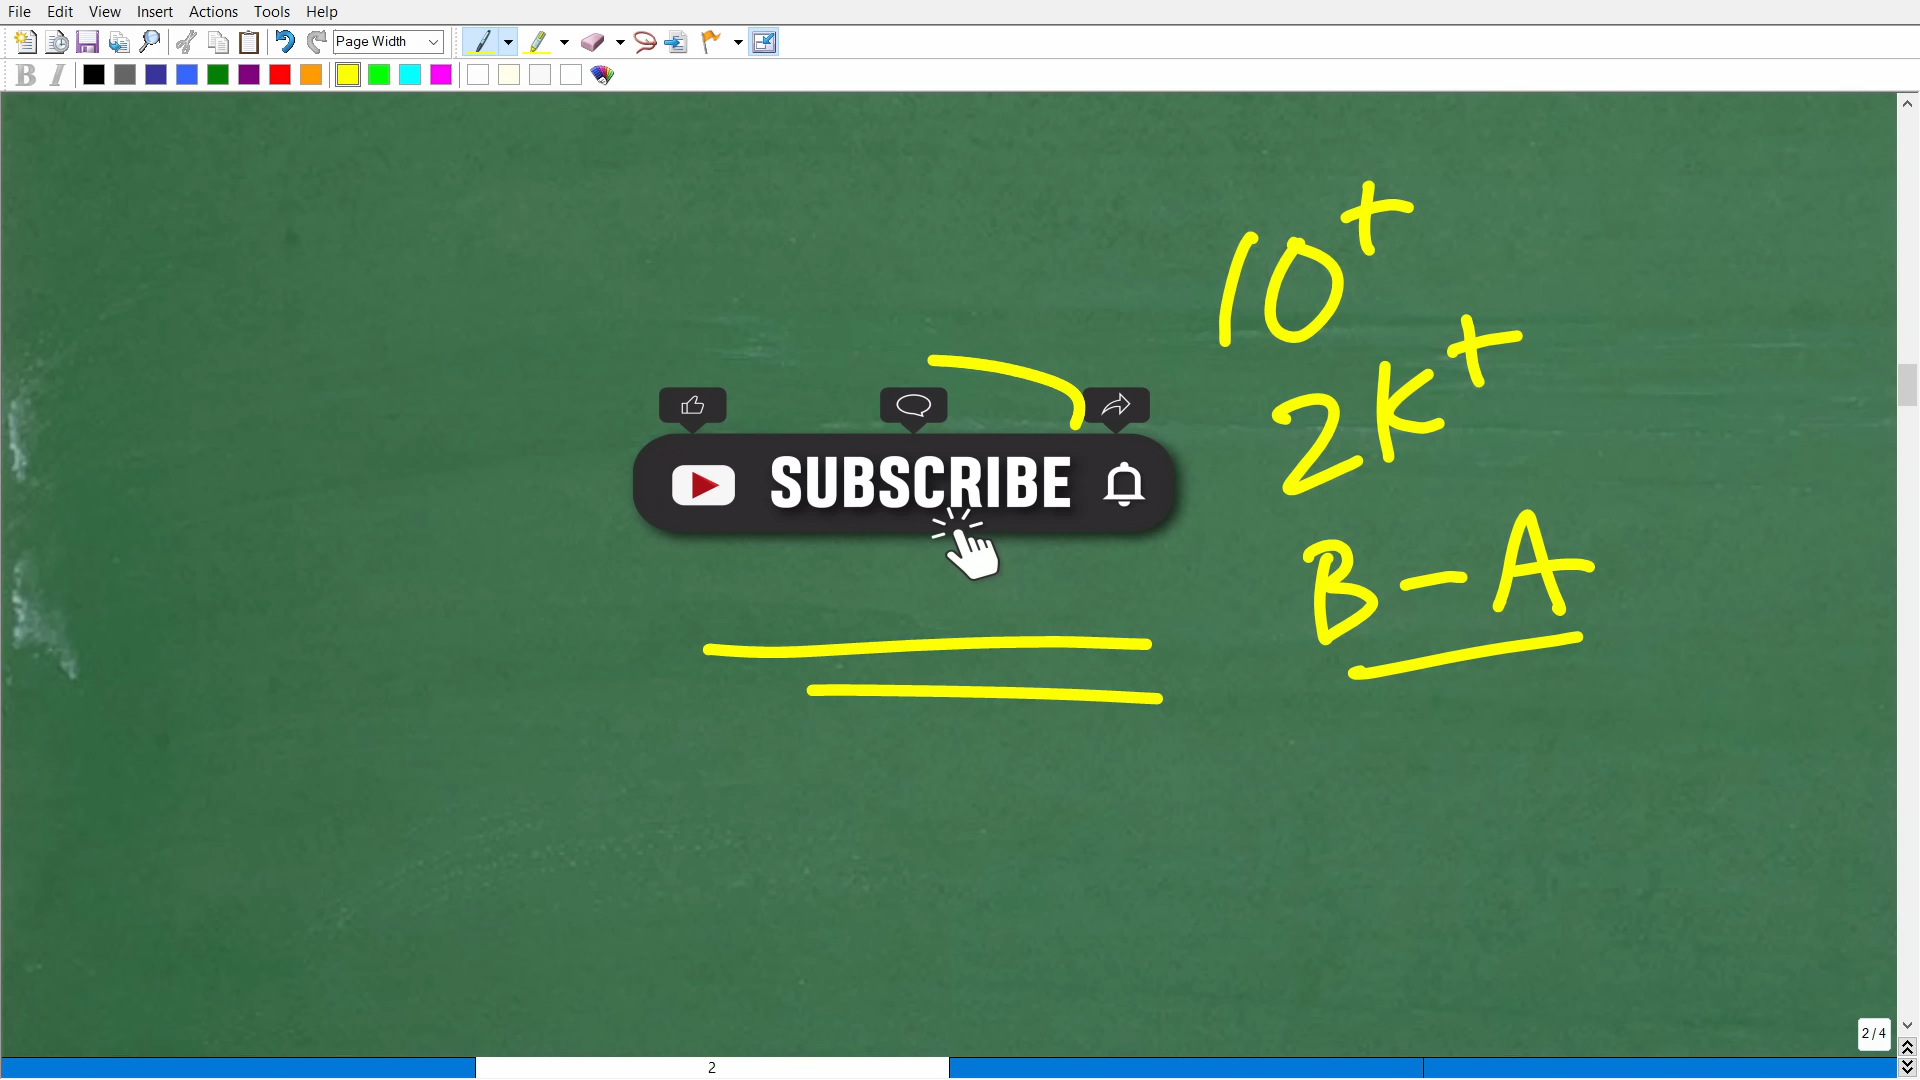 File Edit View Insert Actions Tools Help
Page Width
B I
10+
2K+
SUBSCRIBE
B-A
2 / 4
2